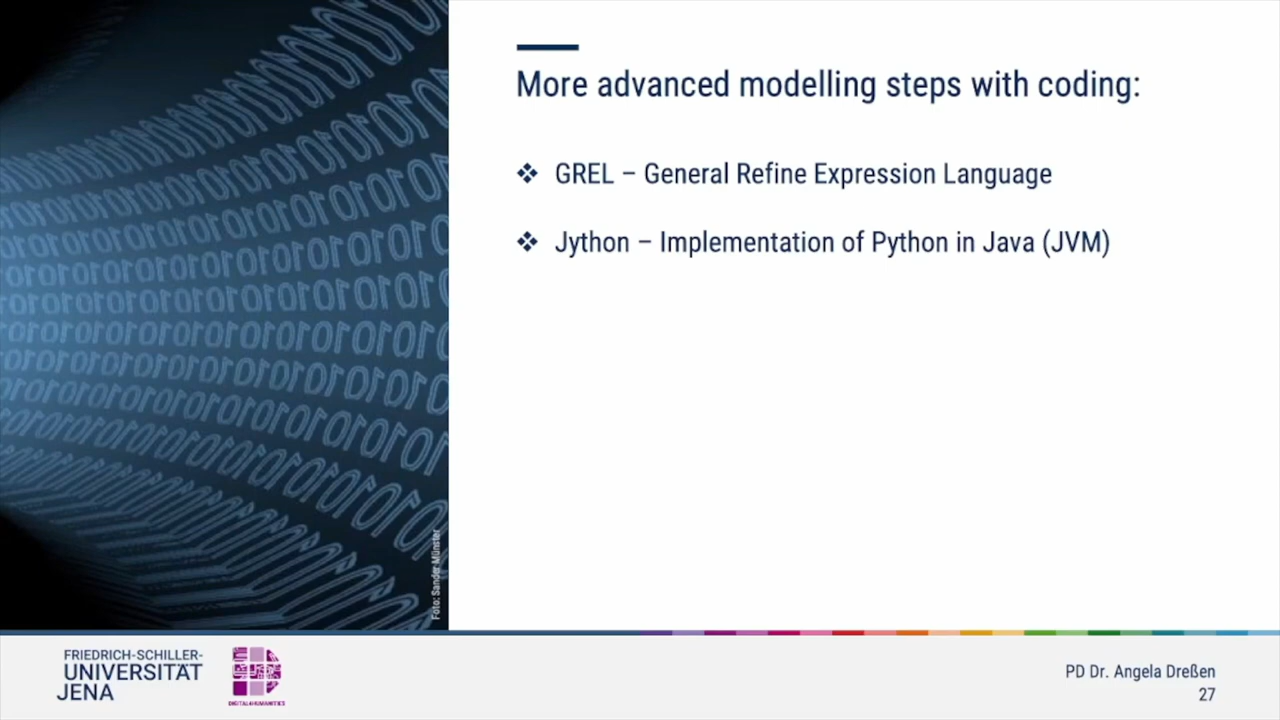 More advanced modelling steps with coding:
❖ GREL – General Refine Expression Language
❖ Jython – Implementation of Python in Java (JVM)
Foto: Sander Münster
FRIEDRICH-SCHILLER-
UNIVERSITÄT
JENA
DIGITAL4HUMANITIES
PD Dr. Angela Dreßen
27